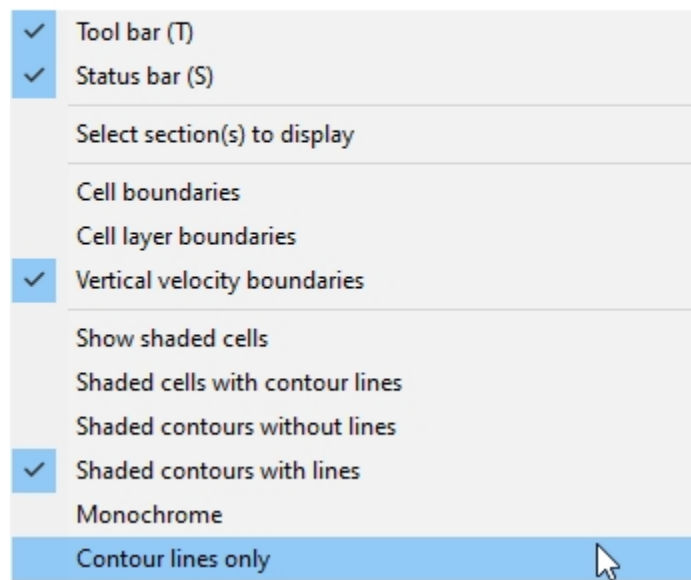 Tool bar (T)
Status bar (S)
Select section(s) to display
Cell boundaries
Cell layer boundaries
Vertical velocity boundaries
Show shaded cells
Shaded cells with contour lines
Shaded contours without lines
Shaded contours with lines
Monochrome
Contour lines only